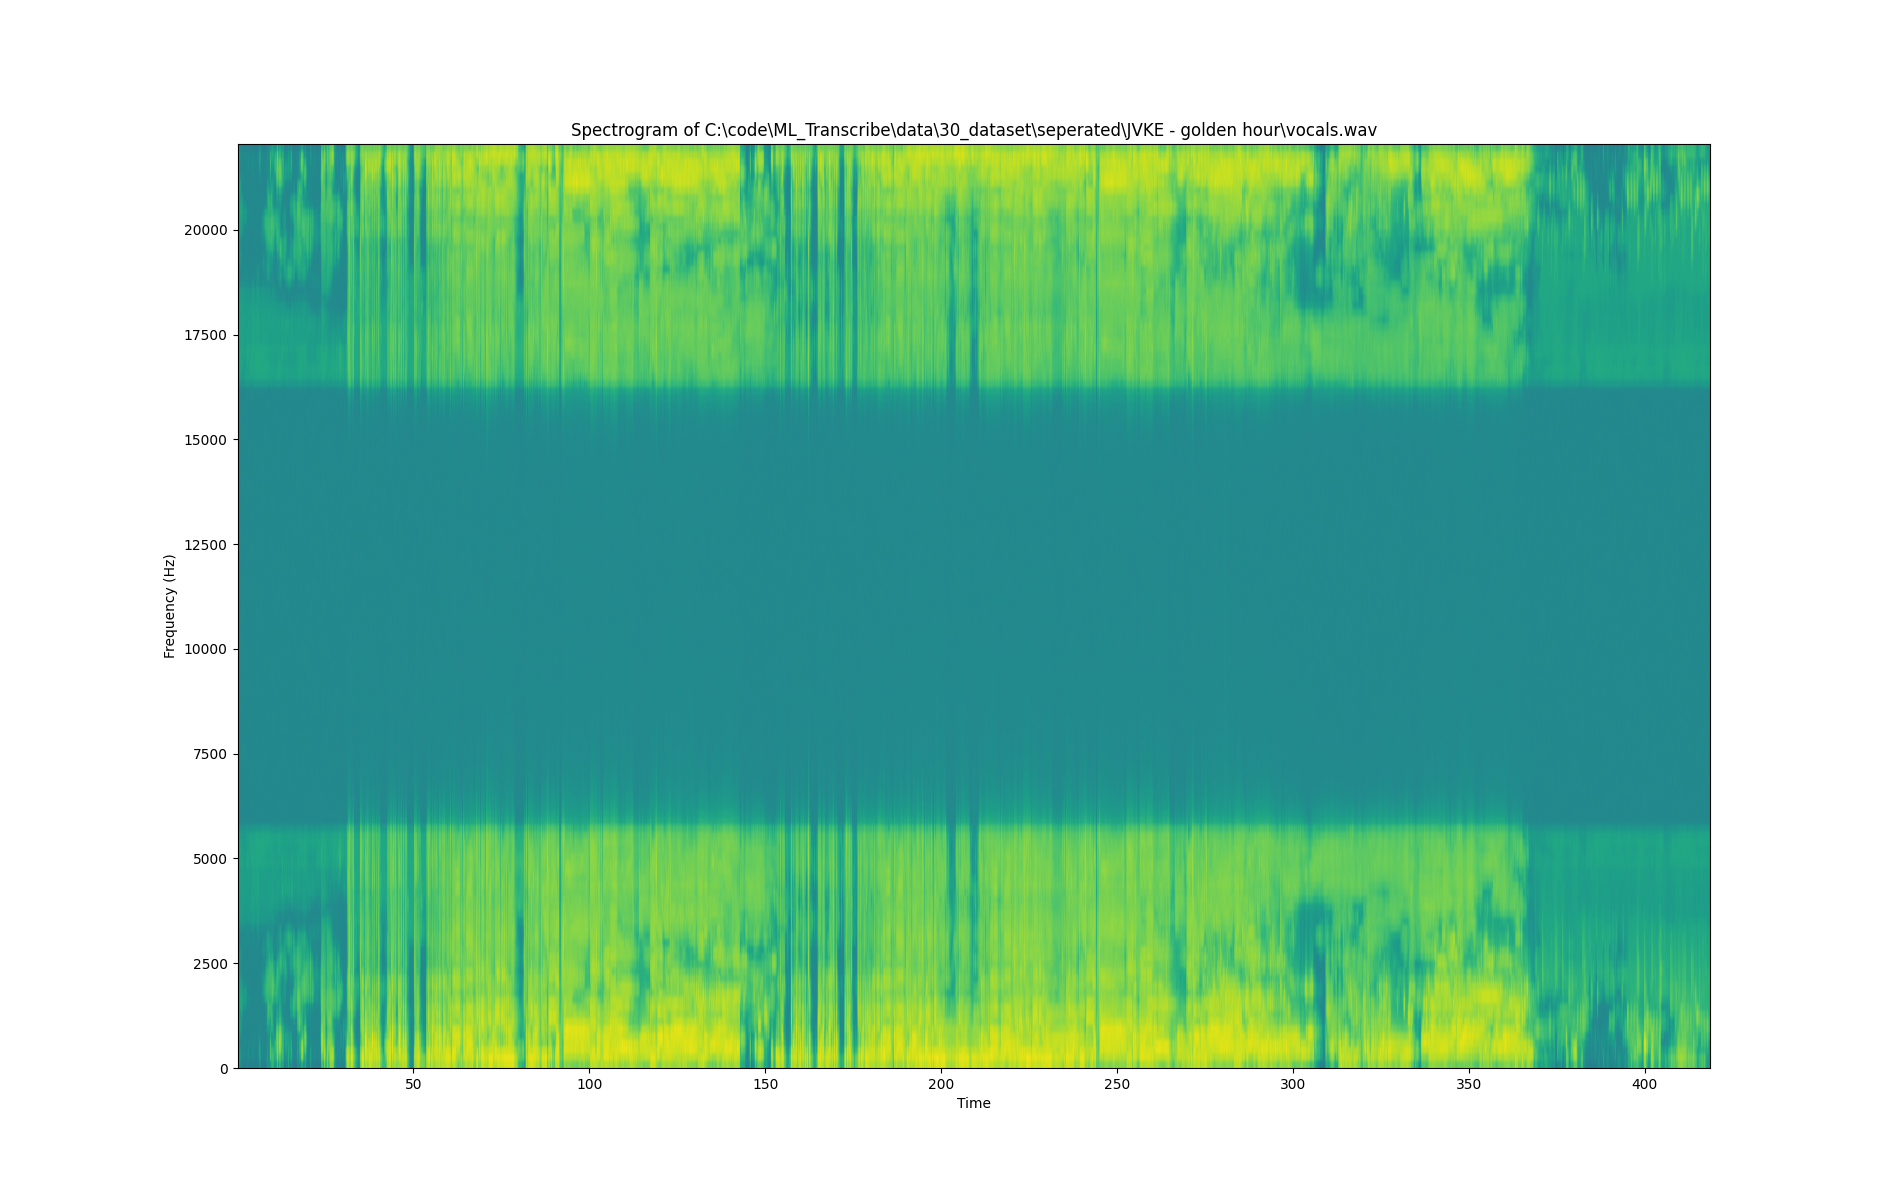 Spectrogram of C:\code\ML_Transcribe\data\30_dataset\seperated\JVKE - golden hour\vocals.wav
Frequency (Hz)
20000
17500
15000
12500
10000
7500
5000
2500
0
50 100 150 200 250 300 350 400
Time